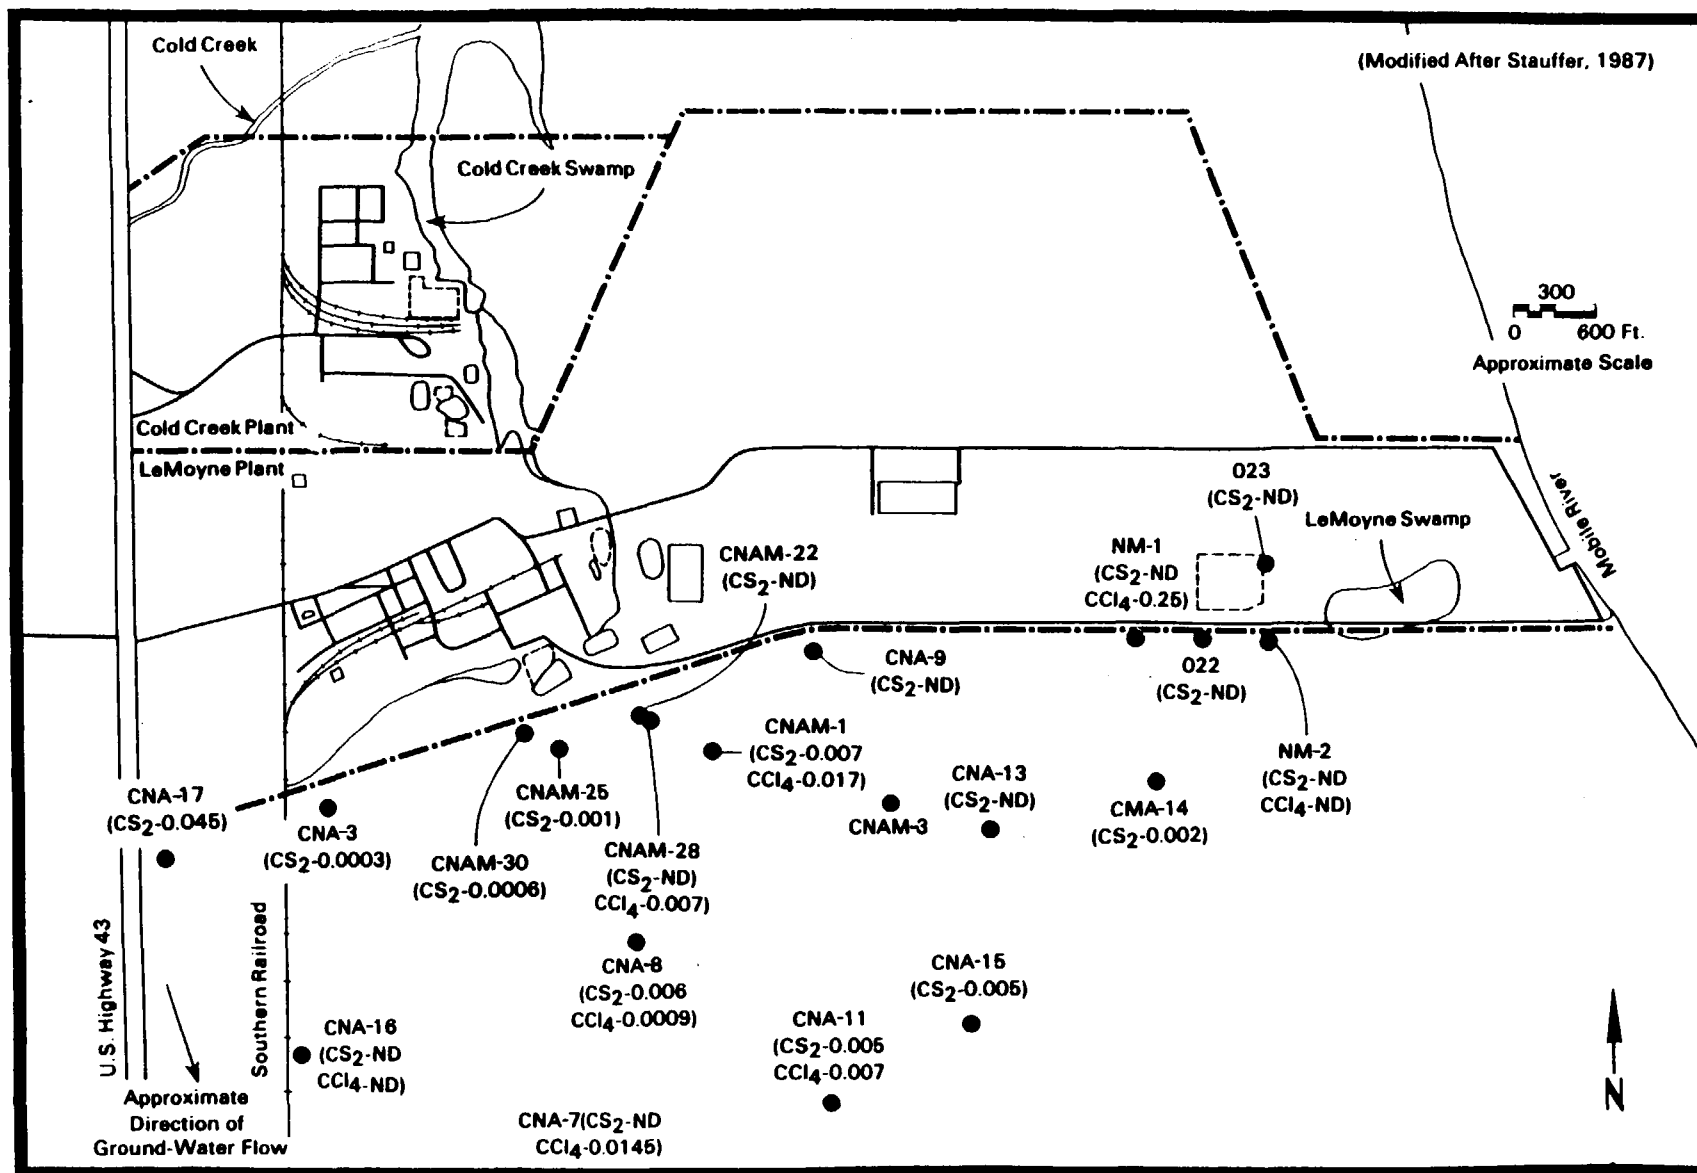 Cold Creek
(Modified After Stauffer, 1987)
Cold Creek Swamp
300
0 600 Ft.
Approximate Scale
Cold Creek Plant
LeMoyne Plant
Mobile River
023
(CS2-ND)
LeMoyne Swamp
CNAM-22
(CS2-ND)
NM-1
(CS2-ND
CCl4-0.25)
CNA-9
(CS2-ND)
022
(CS2-ND)
CNAM-1
(CS2-0.007
CCl4-0.017)
NM-2
(CS2-ND
CCl4-ND)
CNA-17
(CS2-0.045)
CNA-3
(CS2-0.0003)
CNAM-25
(CS2-0.001)
CNA-13
(CS2-ND)
CNAM-3
CMA-14
(CS2-0.002)
CNAM-30
(CS2-0.0006)
CNAM-28
(CS2-ND)
CCl4-0.007)
U.S. Highway 43
Southern Railroad
CNA-8
(CS2-0.006
CCl4-0.0009)
CNA-15
(CS2-0.005)
CNA-16
(CS2-ND
CCl4-ND)
CNA-11
(CS2-0.005
CCl4-0.007
Approximate
Direction of
Ground-Water Flow
CNA-7(CS2-ND
CCl4-0.0145)
N